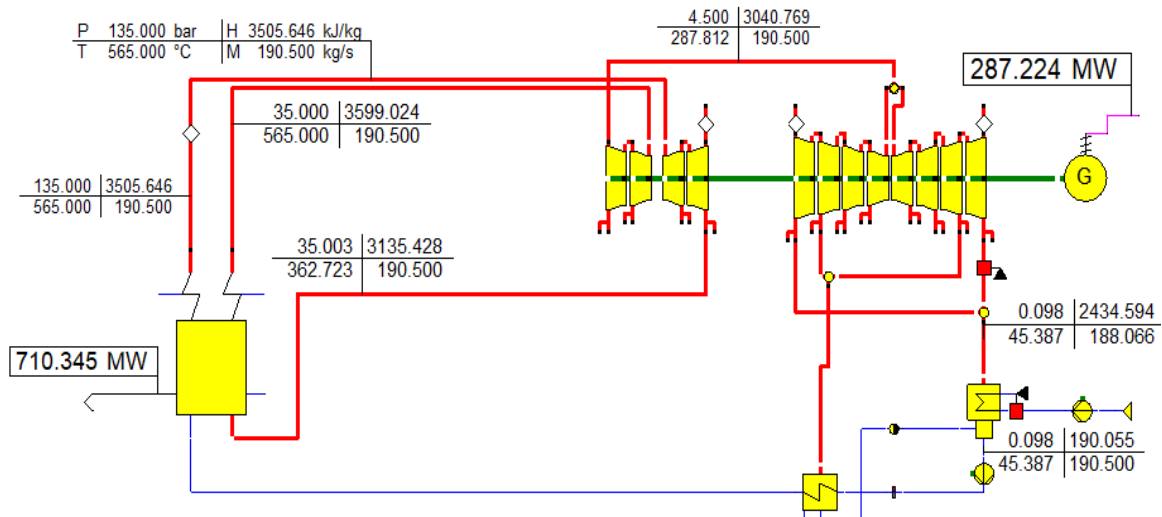 P 135.000 bar H 3505.646 kJ/kg
T 565.000 °C M 190.500 kg/s
4.500 3040.769
287.812 190.500
287.224 MW
35.000 3599.024
565.000 190.500
135.000 3505.646
565.000 190.500
G
35.003 3135.428
362.723 190.500
0.098 2434.594
45.387 188.066
710.345 MW
0.098 190.055
45.387 190.500